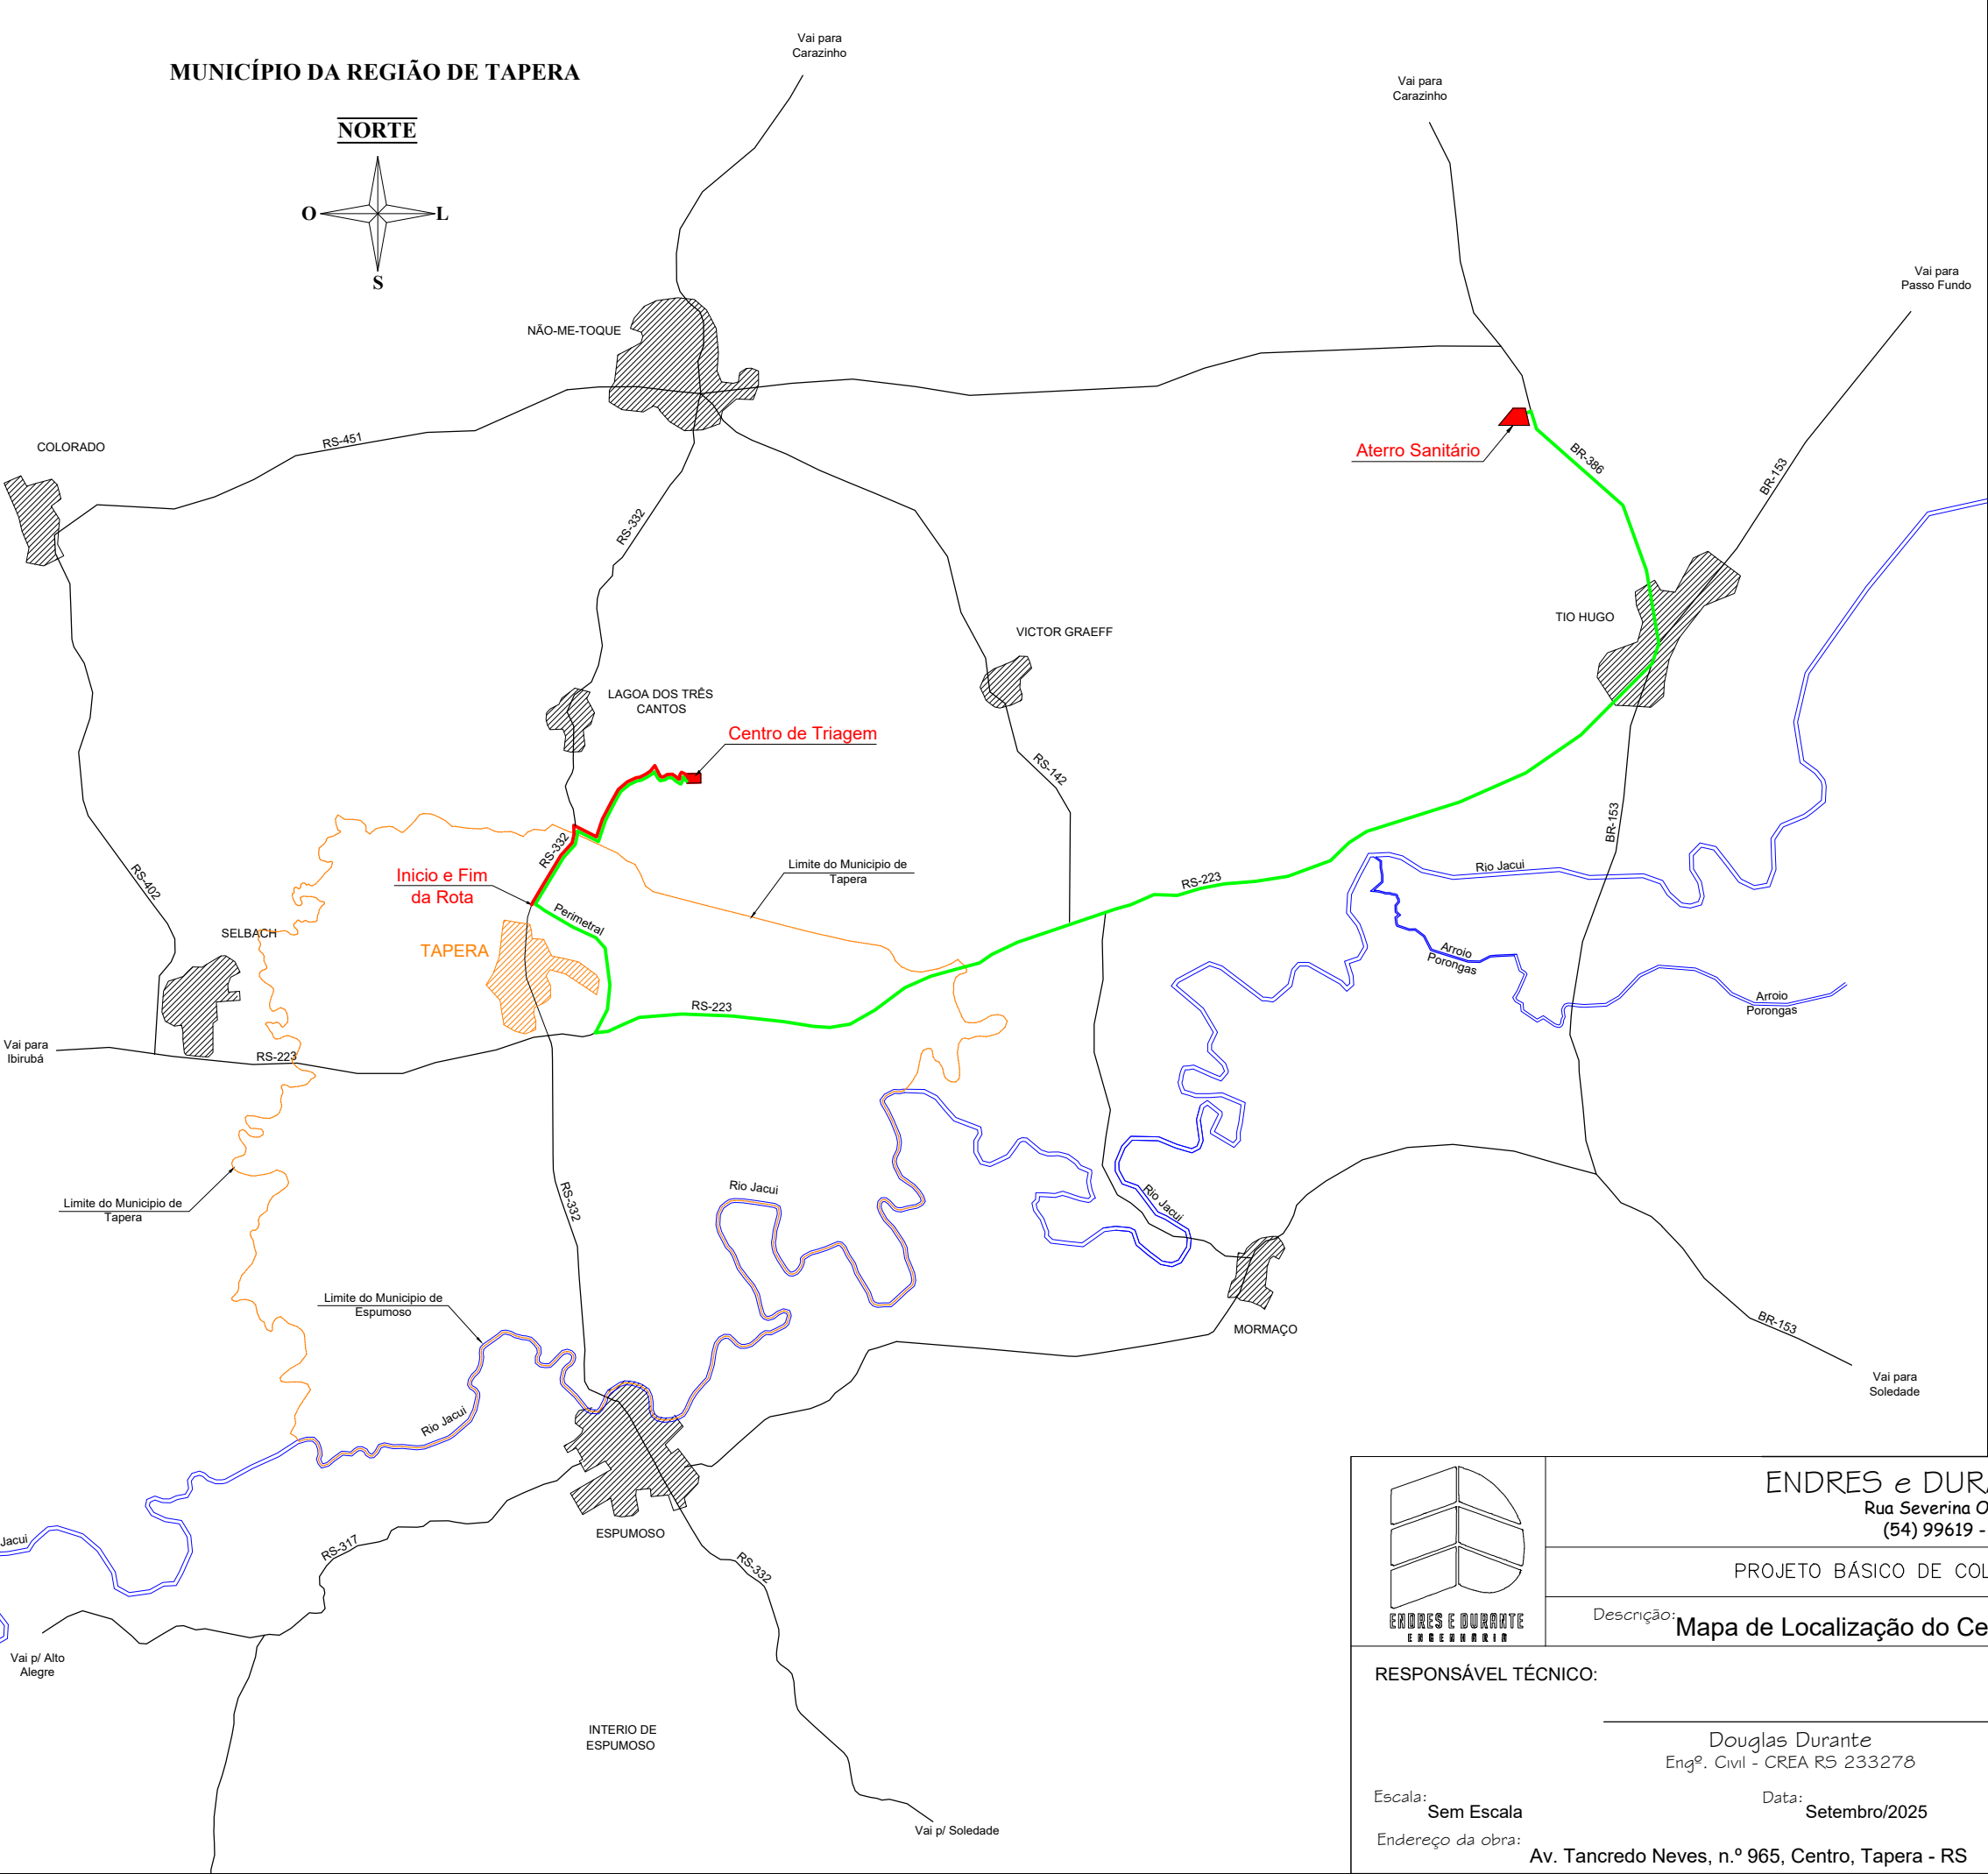 Vai para
Carazinho
MUNICÍPIO DA REGIÃO DE TAPERA
Vai para
Carazinho
NORTE
O
L
S
Vai para
Passo Fundo
NÃO-ME-TOQUE
COLORADO
RS-451
Aterro Sanitário
BR-386
BR-153
RS-332
TIO HUGO
VICTOR GRAEFF
LAGOA DOS TRÊS
CANTOS
Centro de Triagem
RS-142
BR-153
RS-332
Limite do Municipio de
Tapera
Rio Jacui
Inicio e Fim
da Rota
RS-402
RS-223
Perimetral
SELBACH
TAPERA
Arroio
Porongas
Arroio
Porongas
RS-223
Vai para
Ibirubá
RS-223
Rio Jacui
RS-332
Rio Jacui
Limite do Municipio de
Tapera
Limite do Municipio de
Espumoso
MORMAÇO
BR-153
Vai para
Soledade
Rio Jacui
ESPUMOSO
Jacui
RS-317
RS-332
Vai p/ Alto
Alegre
INTERIO DE
ESPUMOSO
Vai p/ Soledade
ENDRES E DURANTE
ENGENHARIA
ENDRES e DURA
Rua Severina O
(54) 99619 -
PROJETO BÁSICO DE COL
Descrição:
Mapa de Localização do Ce
RESPONSÁVEL TÉCNICO:
Douglas Durante
Engº. Civil - CREA RS 233278
Escala:
Sem Escala
Data:
Setembro/2025
Endereço da obra:
Av. Tancredo Neves, n.º 965, Centro, Tapera - RS